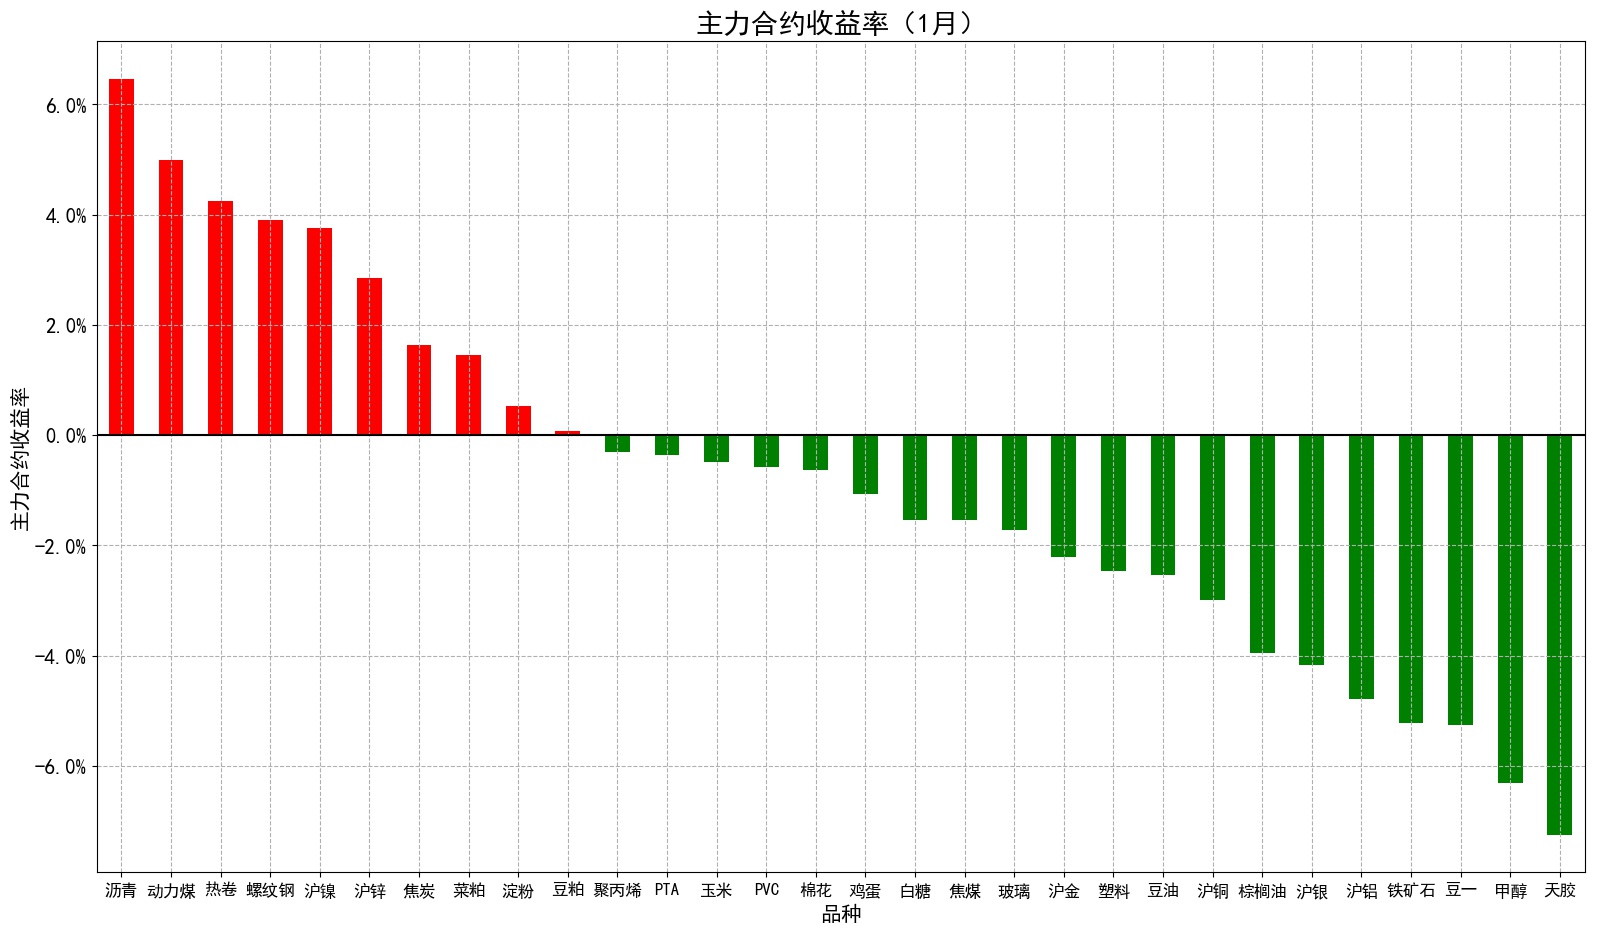 主力合约收益率（1月）
主力合约收益率
6.0%
4.0%
2.0%
0.0%
-2.0%
-4.0%
-6.0%
沥青 动力煤 热卷 螺纹钢 沪镍 沪锌 焦炭 菜粕 淀粉 豆粕 聚丙烯 PTA 玉米 PVC 棉花 鸡蛋 白糖 焦煤 玻璃 沪金 塑料 豆油 沪铜 棕榈油 沪银 沪铝 铁矿石 豆一 甲醇 天胶
品种